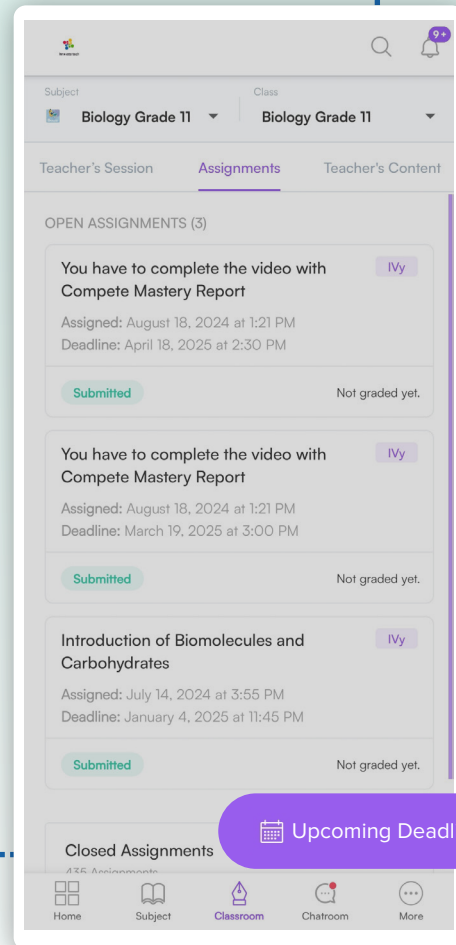 9+
Subject
Class
Biology Grade 11
Biology Grade 11
Teacher's Session
Assignments
Teacher's Content
OPEN ASSIGNMENTS (3)
You have to complete the video with
IVy
Compete Mastery Report
Assigned: August 18, 2024 at 1:21 PM
Deadline: April 18, 2025 at 2:30 PM
Submitted
Not graded yet.
You have to complete the video with
IVy
Compete Mastery Report
Assigned: August 18, 2024 at 1:21 PM
Deadline: March 19, 2025 at 3:00 PM
Submitted
Not graded yet.
Introduction of Biomolecules and
IVy
Carbohydrates
Assigned: July 14, 2024 at 3:55 PM
Deadline: January 4, 2025 at 11:45 PM
Submitted
Not graded yet.
Upcoming Deadl
Closed Assignments
435 Assignments
Home
Subject
Classroom
Chatroom
More